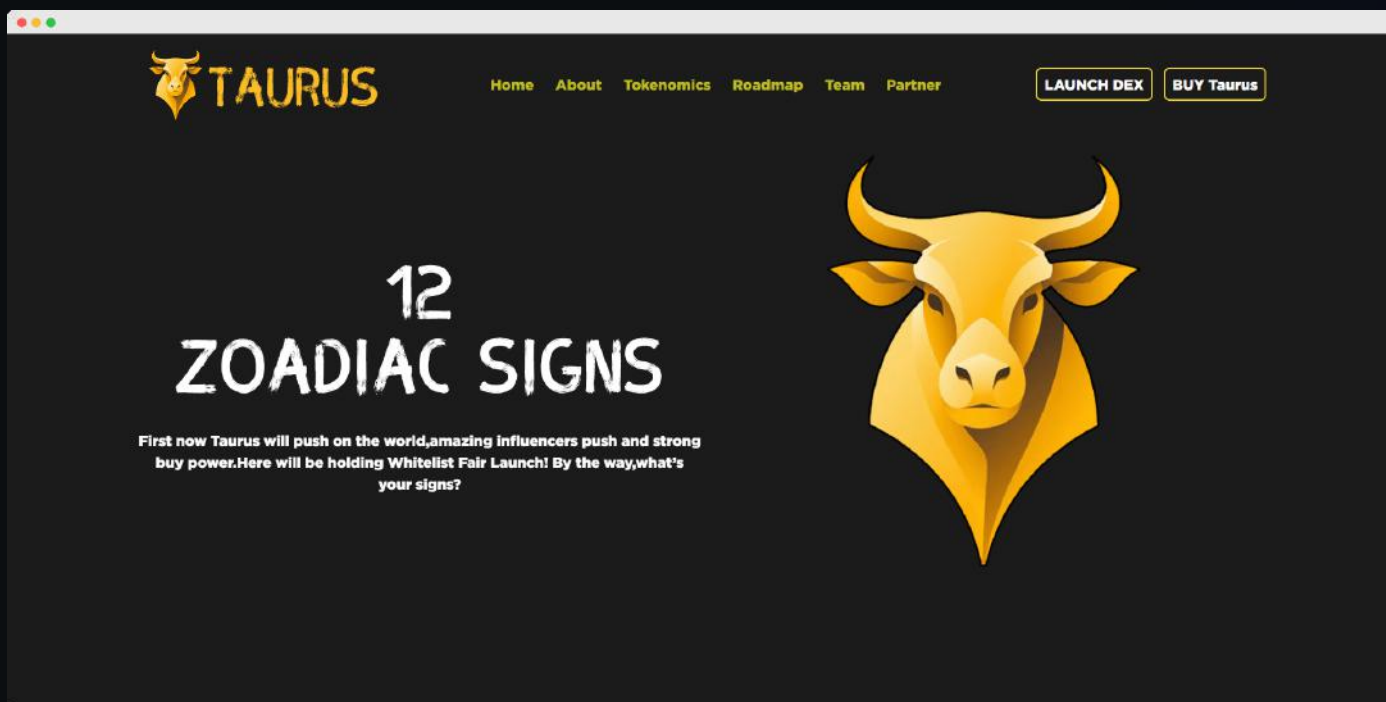 TAURUS
Home About Tokenomics Roadmap Team Partner
LAUNCH DEX BUY Taurus
12
ZOADIAC SIGNS
First now Taurus will push on the world,amazing influencers push and strong
buy power.Here will be holding Whitelist Fair Launch! By the way,what's
your signs?